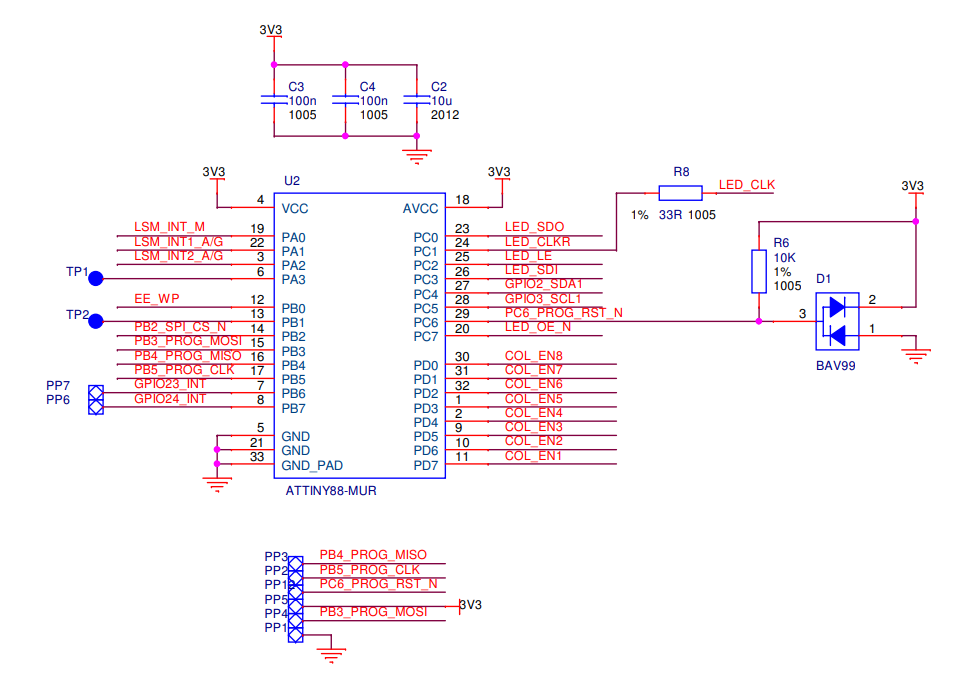 3V3
C3
100n
1005
C4
100n
1005
C2
10u
2012
3V3
U2
3V3
R8
LED_CLK
1% 33R 1005
3V3
4 VCC
AVCC 18
LSM_INT_M 19 PA0
LSM_INT1_A/G 22 PA1
LSM_INT2_A/G 3 PA2
TP1 6 PA3
EE_WP 12 PB0
TP2 13 PB1
PB2_SPI_CS_N 14 PB2
PB3_PROG_MOSI 15 PB3
PB4_PROG_MISO 16 PB4
PB5_PROG_CLK 17 PB5
PP7 GPIO23_INT 7 PB6
PP6 GPIO24_INT 8 PB7
5 GND
21 GND
33 GND_PAD
PC0 23 LED_SDO
PC1 24 LED_CLKR
PC2 25 LED_LE
PC3 26 LED_SDI
PC4 27 GPIO2_SDA1
PC5 28 GPIO3_SCL1
PC6 29 PC6_PROG_RST_N
PC7 20 LED_OE_N
PD0 30 COL_EN8
PD1 31 COL_EN7
PD2 32 COL_EN6
PD3 1 COL_EN5
PD4 2 COL_EN4
PD5 9 COL_EN3
PD6 10 COL_EN2
PD7 11 COL_EN1
ATTINY88-MUR
R6
10K
1%
1005
D1
3
2
1
BAV99
PP3 PB4_PROG_MISO
PP2 PB5_PROG_CLK
PP12 PC6_PROG_RST_N
PP5 3V3
PP4 PB3_PROG_MOSI
PP1